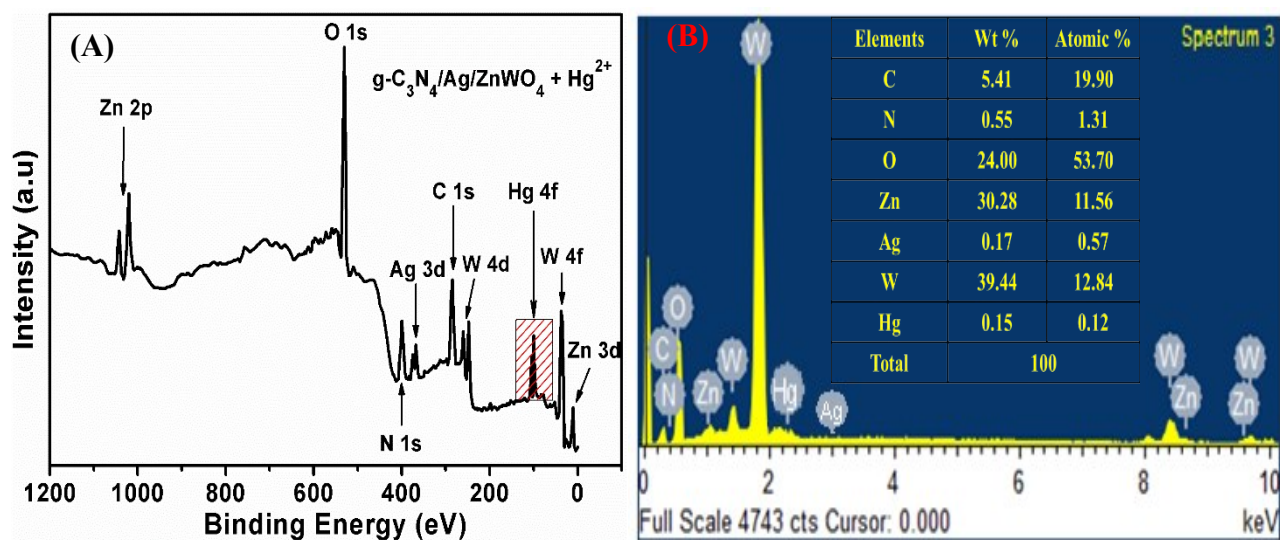 (A)
O 1s
g-C₃N₄/Ag/ZnWO₄ + Hg²⁺
Zn 2p
C 1s
Hg 4f
Ag 3d
W 4d
W 4f
Zn 3d
N 1s
Intensity (a.u)
1200 1000 800 600 400 200 0
Binding Energy (eV)
(B)
Spectrum 3
Elements Wt % Atomic %
C 5.41 19.90
N 0.55 1.31
O 24.00 53.70
Zn 30.28 11.56
Ag 0.17 0.57
W 39.44 12.84
Hg 0.15 0.12
Total 100
W
O
C
N
Zn
W
Hg
Ag
W
Zn
W
Zn
0 2 4 6 8 10
Full Scale 4743 cts Cursor: 0.000 keV